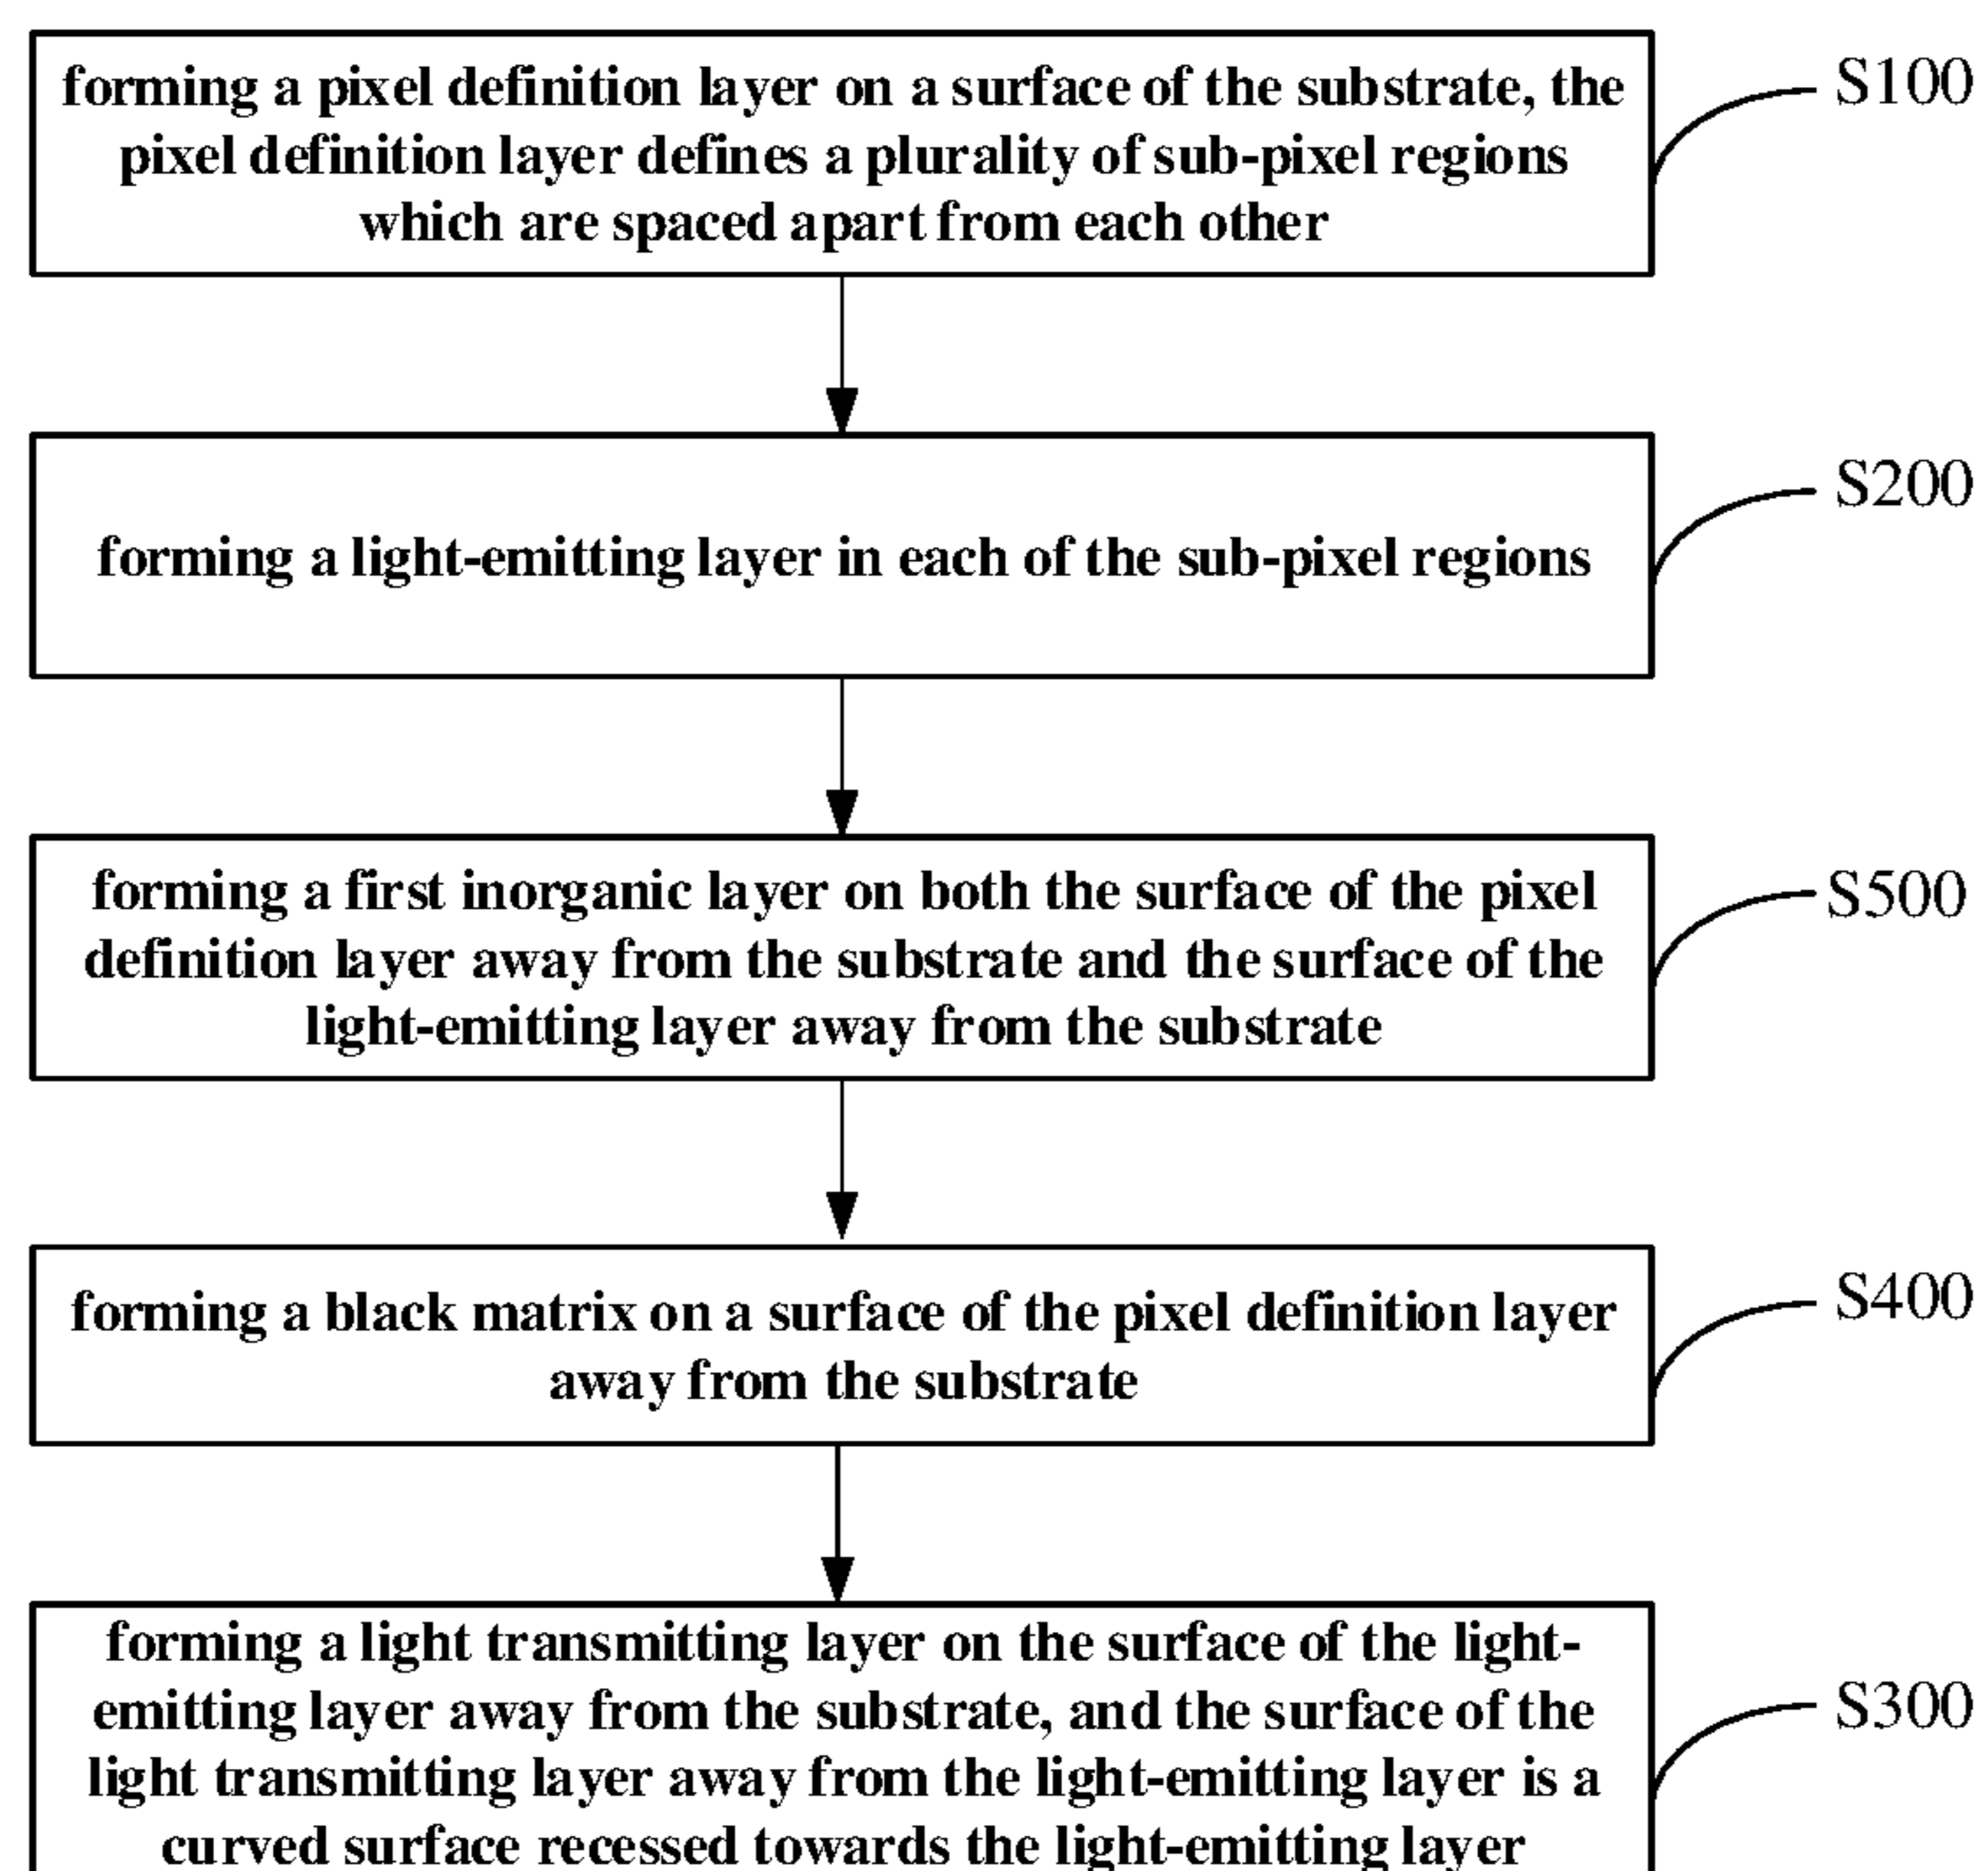 forming a pixel definition layer on a surface of the substrate, the
pixel definition layer defines a plurality of sub-pixel regions
which are spaced apart from each other
S100
forming a light-emitting layer in each of the sub-pixel regions
S200
forming a first inorganic layer on both the surface of the pixel
definition layer away from the substrate and the surface of the
light-emitting layer away from the substrate
S500
forming a black matrix on a surface of the pixel definition layer
away from the substrate
S400
forming a light transmitting layer on the surface of the light-
emitting layer away from the substrate, and the surface of the
light transmitting layer away from the light-emitting layer is a
curved surface recessed towards the light-emitting layer
S300